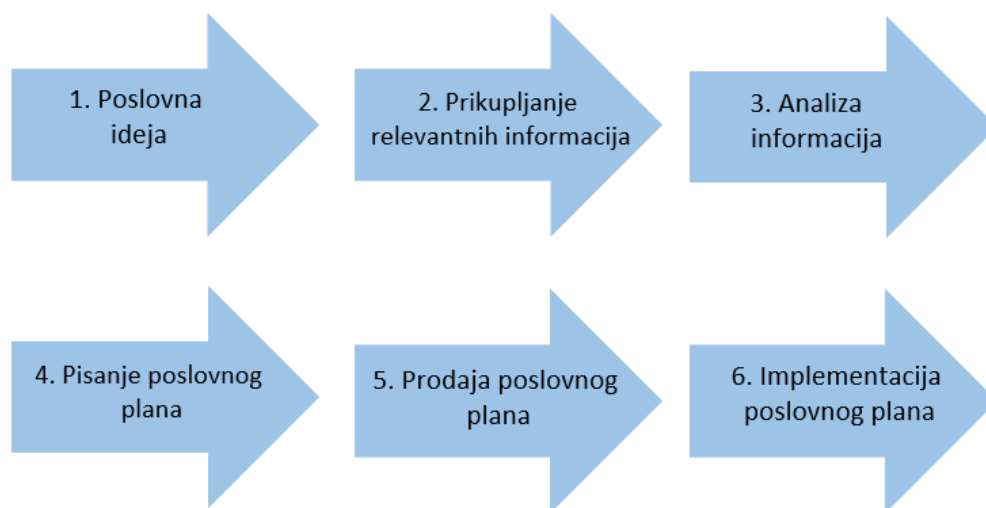 1. Poslovna
ideja
2. Prikupljanje
relevantnih informacija
3. Analiza
informacija
4. Pisanje poslovnog
plana
5. Prodaja poslovnog
plana
6. Implementacija
poslovnog plana